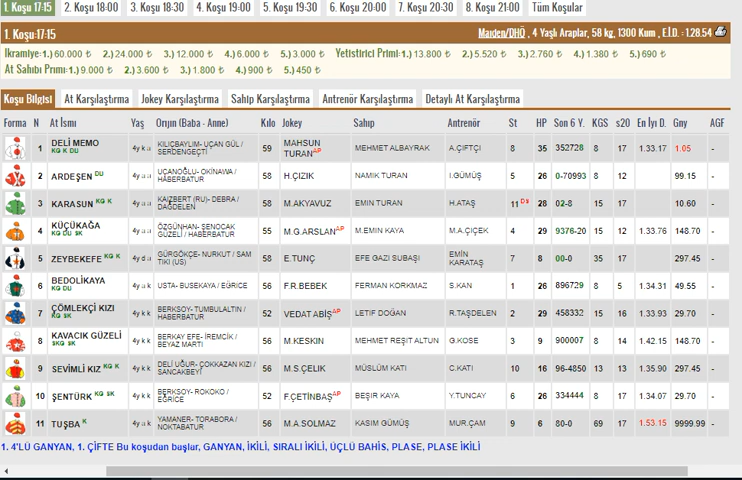 1. Koşu 17:15 2. Koşu 18:00 3. Koşu 18:30 4. Koşu 19:00 5. Koşu 19:30 6. Koşu 20:00 7. Koşu 20:30 8. Koşu 21:00 Tüm Koşular
1. Koşu:17:15 Maiden/DHÖ , 4 Yaşlı Araplar, 58 kg, 1300 Kum , E.İ.D. : 1.28.54
İkramiye: 1.) 60.000 ₺ 2.) 24.000 ₺ 3.) 12.000 ₺ 4.) 6.000 ₺ 5.) 3.000 ₺ Yetiştirici Primi: 1.) 13.800 ₺ 2.) 5.520 ₺ 3.) 2.760 ₺ 4.) 1.380 ₺ 5.) 690 ₺
At Sahibi Primi: 1.) 9.000 ₺ 2.) 3.600 ₺ 3.) 1.800 ₺ 4.) 900 ₺ 5.) 450 ₺
Koşu Bilgisi At Karşılaştırma Jokey Karşılaştırma Sahip Karşılaştırma Antrenör Karşılaştırma Detaylı At Karşılaştırma
Forma N At İsmi Yaş Orijin (Baba - Anne) Kilo Jokey Sahip Antrenör St HP Son 6 Y. KGS s20 En İyi D. Gny AGF
1 DELİ MEMO KG K DU 4y k a KILIÇBAYLIM- UÇAN GÜL / SERDENGEÇTİ 59 MAHSUN TURAN AP MEHMET ALBAYRAK A.ÇİFTÇİ 8 35 352728 8 17 1.33.17 1.05 -
2 ARDEŞEN DU 4y a a UÇANOĞLU- OKİNAWA / HABERBATUR 58 H.ÇIZIK NAMIK TURAN I.GÜMÜŞ 5 26 0-70993 8 12 99.15 -
3 KARASUN KG K 4y a a KAIZBERT (RU)- DEBRA / DAĞDELEN 58 M.AKYAVUZ EMIN TURAN H.ATAŞ 11 DS 28 02-8 15 17 10.60 -
4 KÜÇÜKAĞA KG DU SK 4y a a ÖZGÜNHAN- ŞENOCAK GÜZELİ / HABERBATUR 55 M.G.ARSLAN AP M.EMIN KAYA M.A.ÇİÇEK 4 29 9376-20 15 12 1.33.76 148.70 -
5 ZEYBEKEFE KG K 4y d a GÜRGÖKÇE- NURKUT / SAM TIKI (US) 58 E.TUNÇ EFE GAZI SUBAŞI EMİN KARATAŞ 7 8 00-0 35 17 297.45 -
6 BEDOLİKAYA KG DU 4y a k USTA- BUSEKAYA / EĞRİCE 56 F.R.BEBEK FERMAN KORKMAZ S.KAN 1 26 896729 8 5 1.34.31 49.55 -
7 ÇÖMLEKÇİ KIZI KG SK 4y k k BERKSOY- TUMBULALTIN / HABERBATUR 52 VEDAT ABİŞ AP LETIF DOĞAN R.TAŞDELEN 2 29 458332 15 16 1.33.93 29.70 -
8 KAVACIK GÜZELİ SKG SK 4y k k BERKAY EFE- İREMÇİK / BEYAZ MARTI 56 M.KESKIN MEHMET REŞIT ALTUN G.KOSE 3 9 900007 8 14 1.42.15 148.70 -
9 SEVİMLİ KIZ KG K 4y k k DELİ UĞUR- ÇOKKAZAN KIZI / SANCAKBEYİ 56 M.S.ÇELIK MÜSLÜM KATI C.KATI 10 16 96-4850 13 13 1.35.90 297.45 -
10 ŞENTÜRK KG SK 4y k k BERKSOY- ROKOKO / EĞRİCE 52 F.ÇETİNBAŞ AP BEŞIR KAYA Y.TUNCAY 6 26 334444 8 17 1.34.07 29.70 -
11 TUŞBA K 4y a k YAMANER- TORABORA / NOKTABATUR 56 M.A.SOLMAZ KASIM GÜMÜŞ MUR.ÇAM 9 6 80-0 69 17 1.53.15 9999.99 -
1. 4'LÜ GANYAN, 1. ÇİFTE Bu koşudan başlar, GANYAN, İKİLİ, SIRALI İKİLİ, ÜÇLÜ BAHİS, PLASE, PLASE İKİLİ